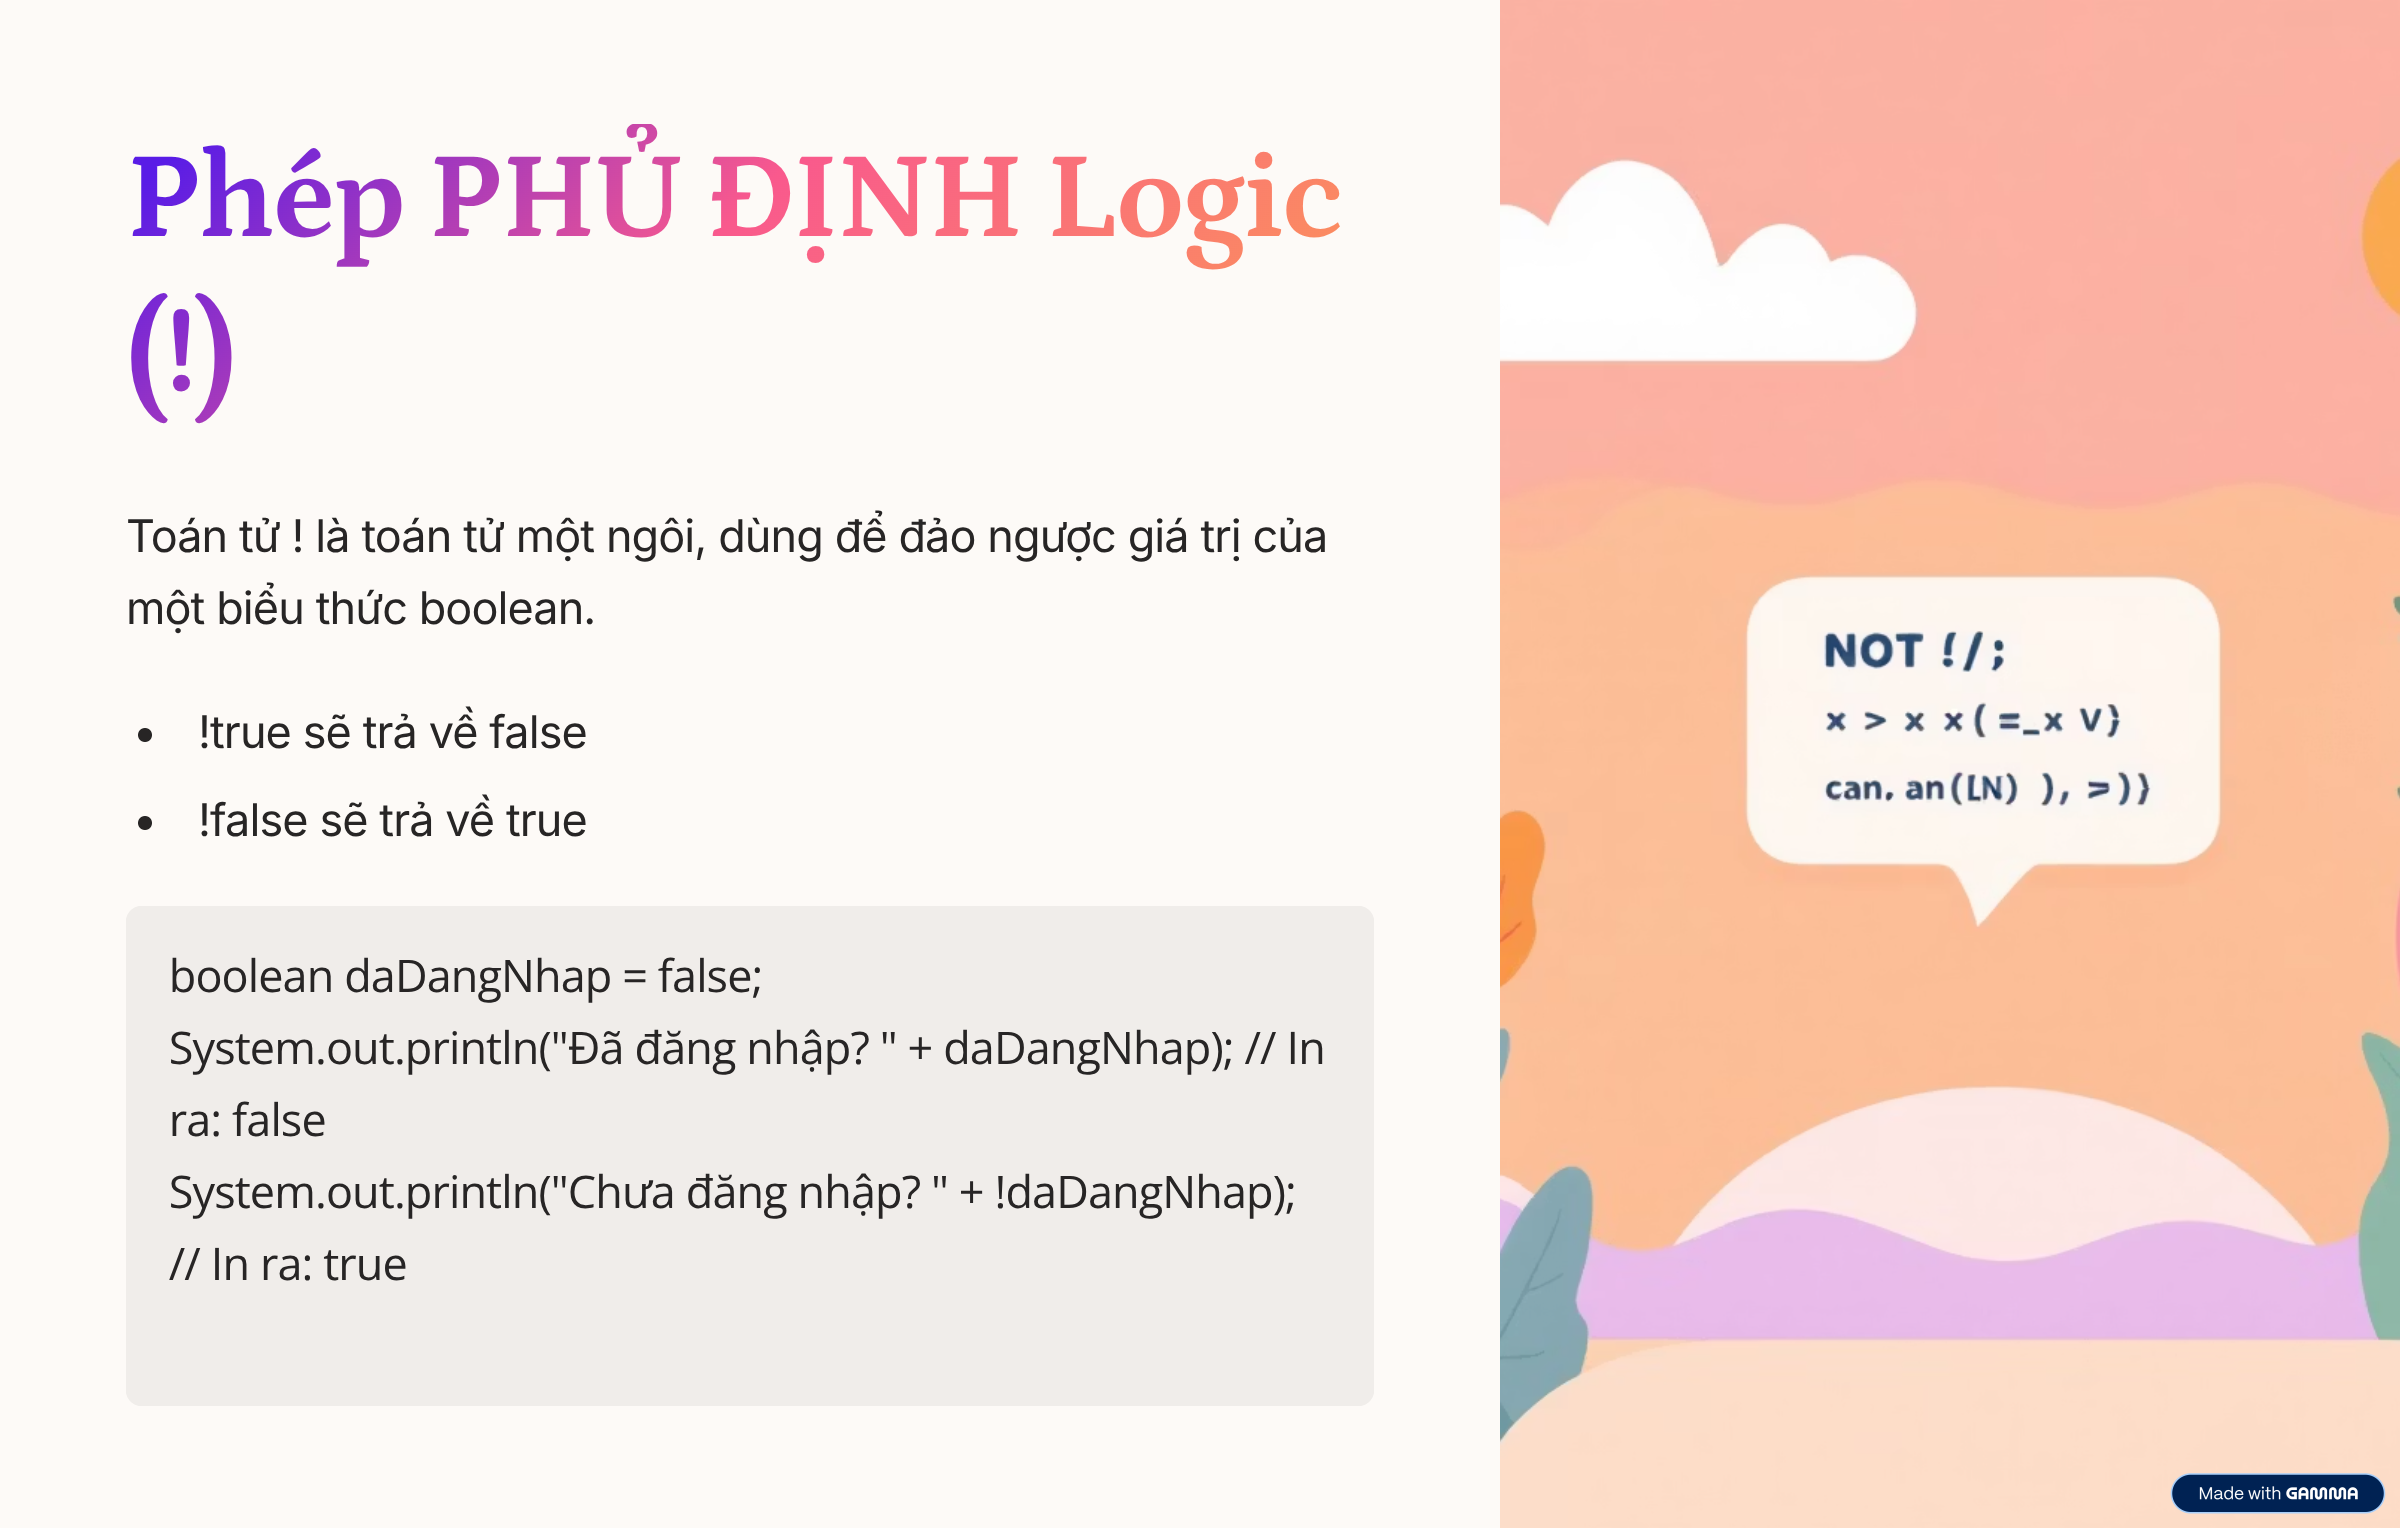 Phép PHỦ ĐỊNH Logic
(!)
Toán tử ! là toán tử một ngôi, dùng để đảo ngược giá trị của
một biểu thức boolean.
• !true sẽ trả về false
• !false sẽ trả về true
boolean daDangNhap = false;
System.out.println("Đã đăng nhập? " + daDangNhap); // In
ra: false
System.out.println("Chưa đăng nhập? " + !daDangNhap);
// In ra: true
NOT !/;
x > x x( =_x V}
can. an(LN) ), =)}
Made with GAMMA